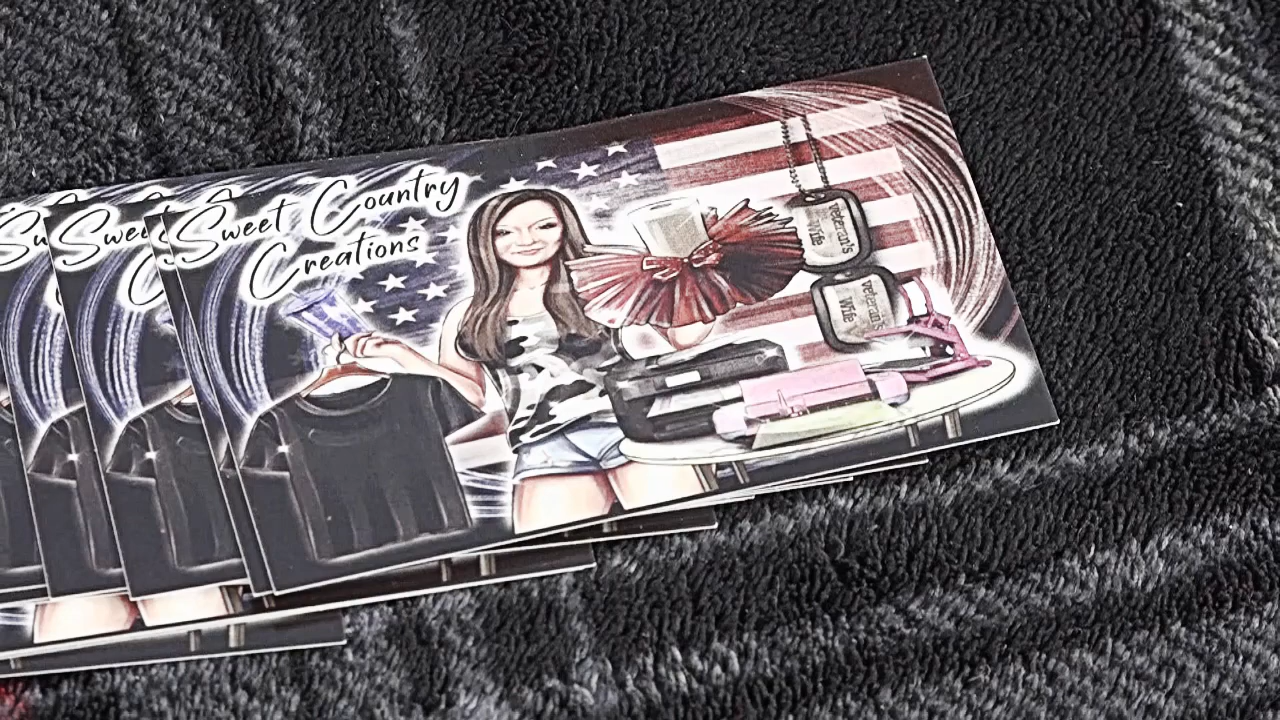 Sweet Country
Creations
Veteran's
Wife
Veteran's
Wife